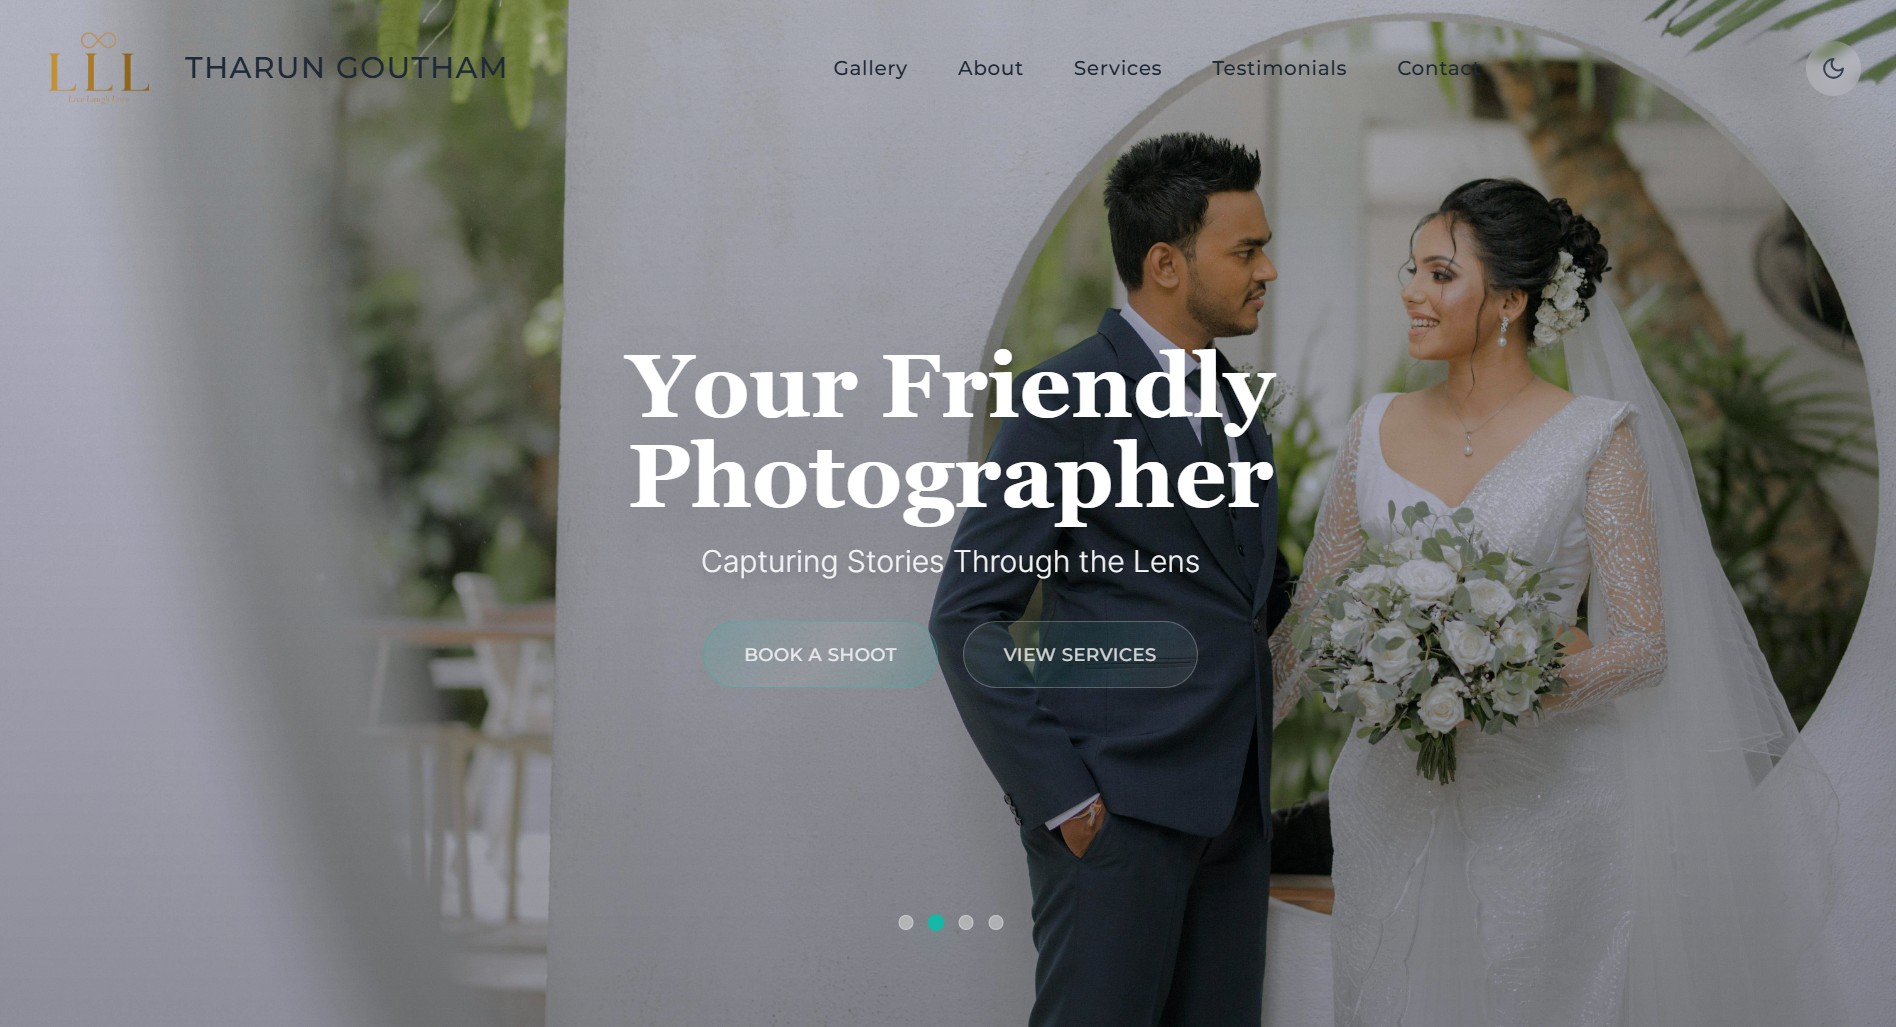 LLL
THARUN GOUTHAM
Gallery
About
Services
Testimonials
Contact
Your Friendly
Photographer
Capturing Stories Through the Lens
BOOK A SHOOT
VIEW SERVICES